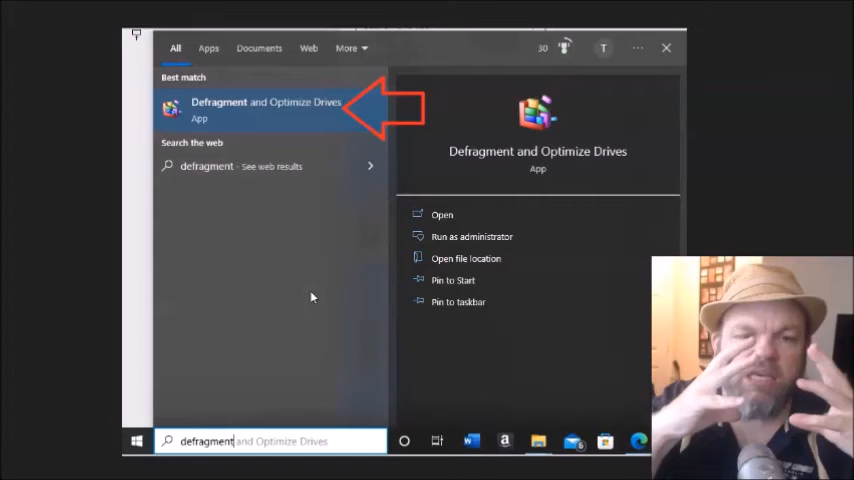 All Apps Documents Web More 30 T
Best match
Defragment and Optimize Drives
App
Search the web
defragment - See web results
Defragment and Optimize Drives
App
Open
Run as administrator
Open file location
Pin to Start
Pin to taskbar
defragment and Optimize Drives
W a 6